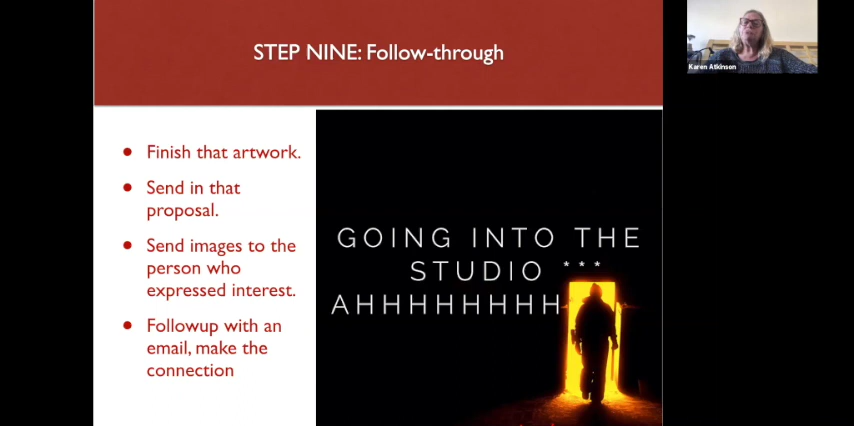 STEP NINE: Follow-through
Karen Atkinson
• Finish that artwork.
• Send in that
proposal.
• Send images to the
person who
expressed interest.
• Followup with an
email, make the
connection
GOING INTO THE
STUDIO ***
AHHHHHHHHH